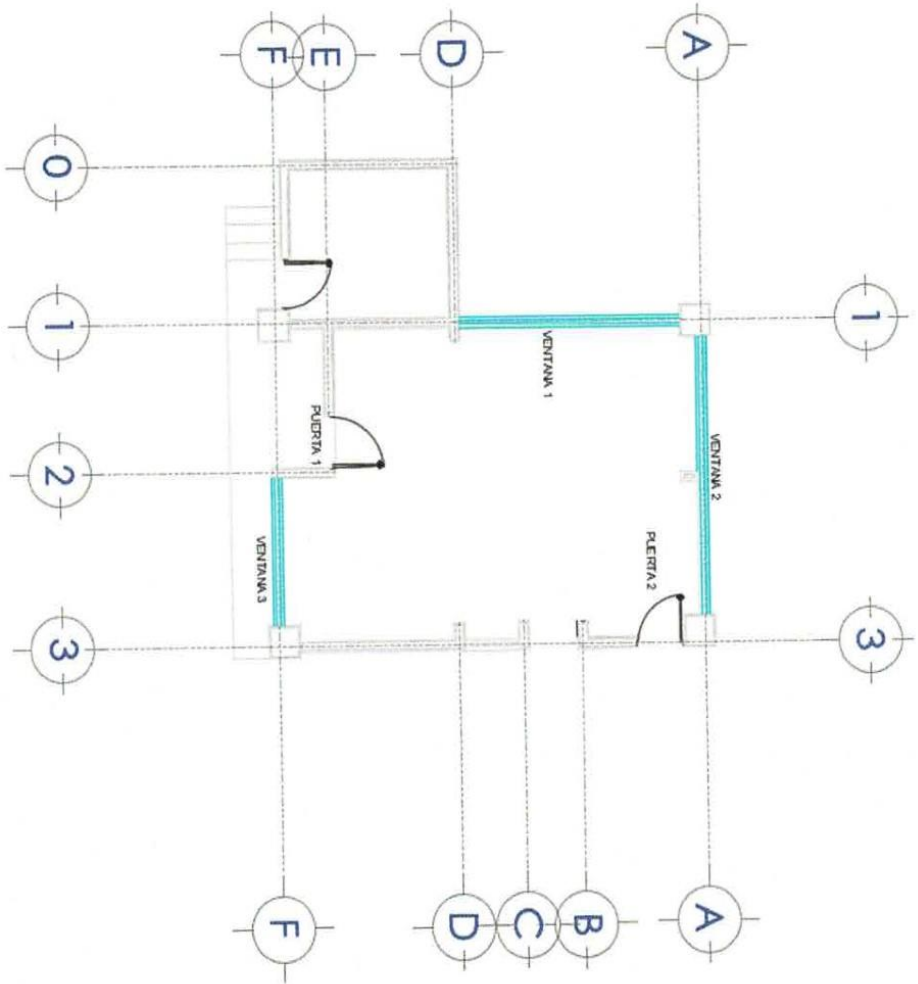 F
E
D
A
0
1
1
VENTANA 1
VENTANA 2
PUERTA 1
2
VENTANA 3
PUERTA 2
3
3
F
D
C
B
A